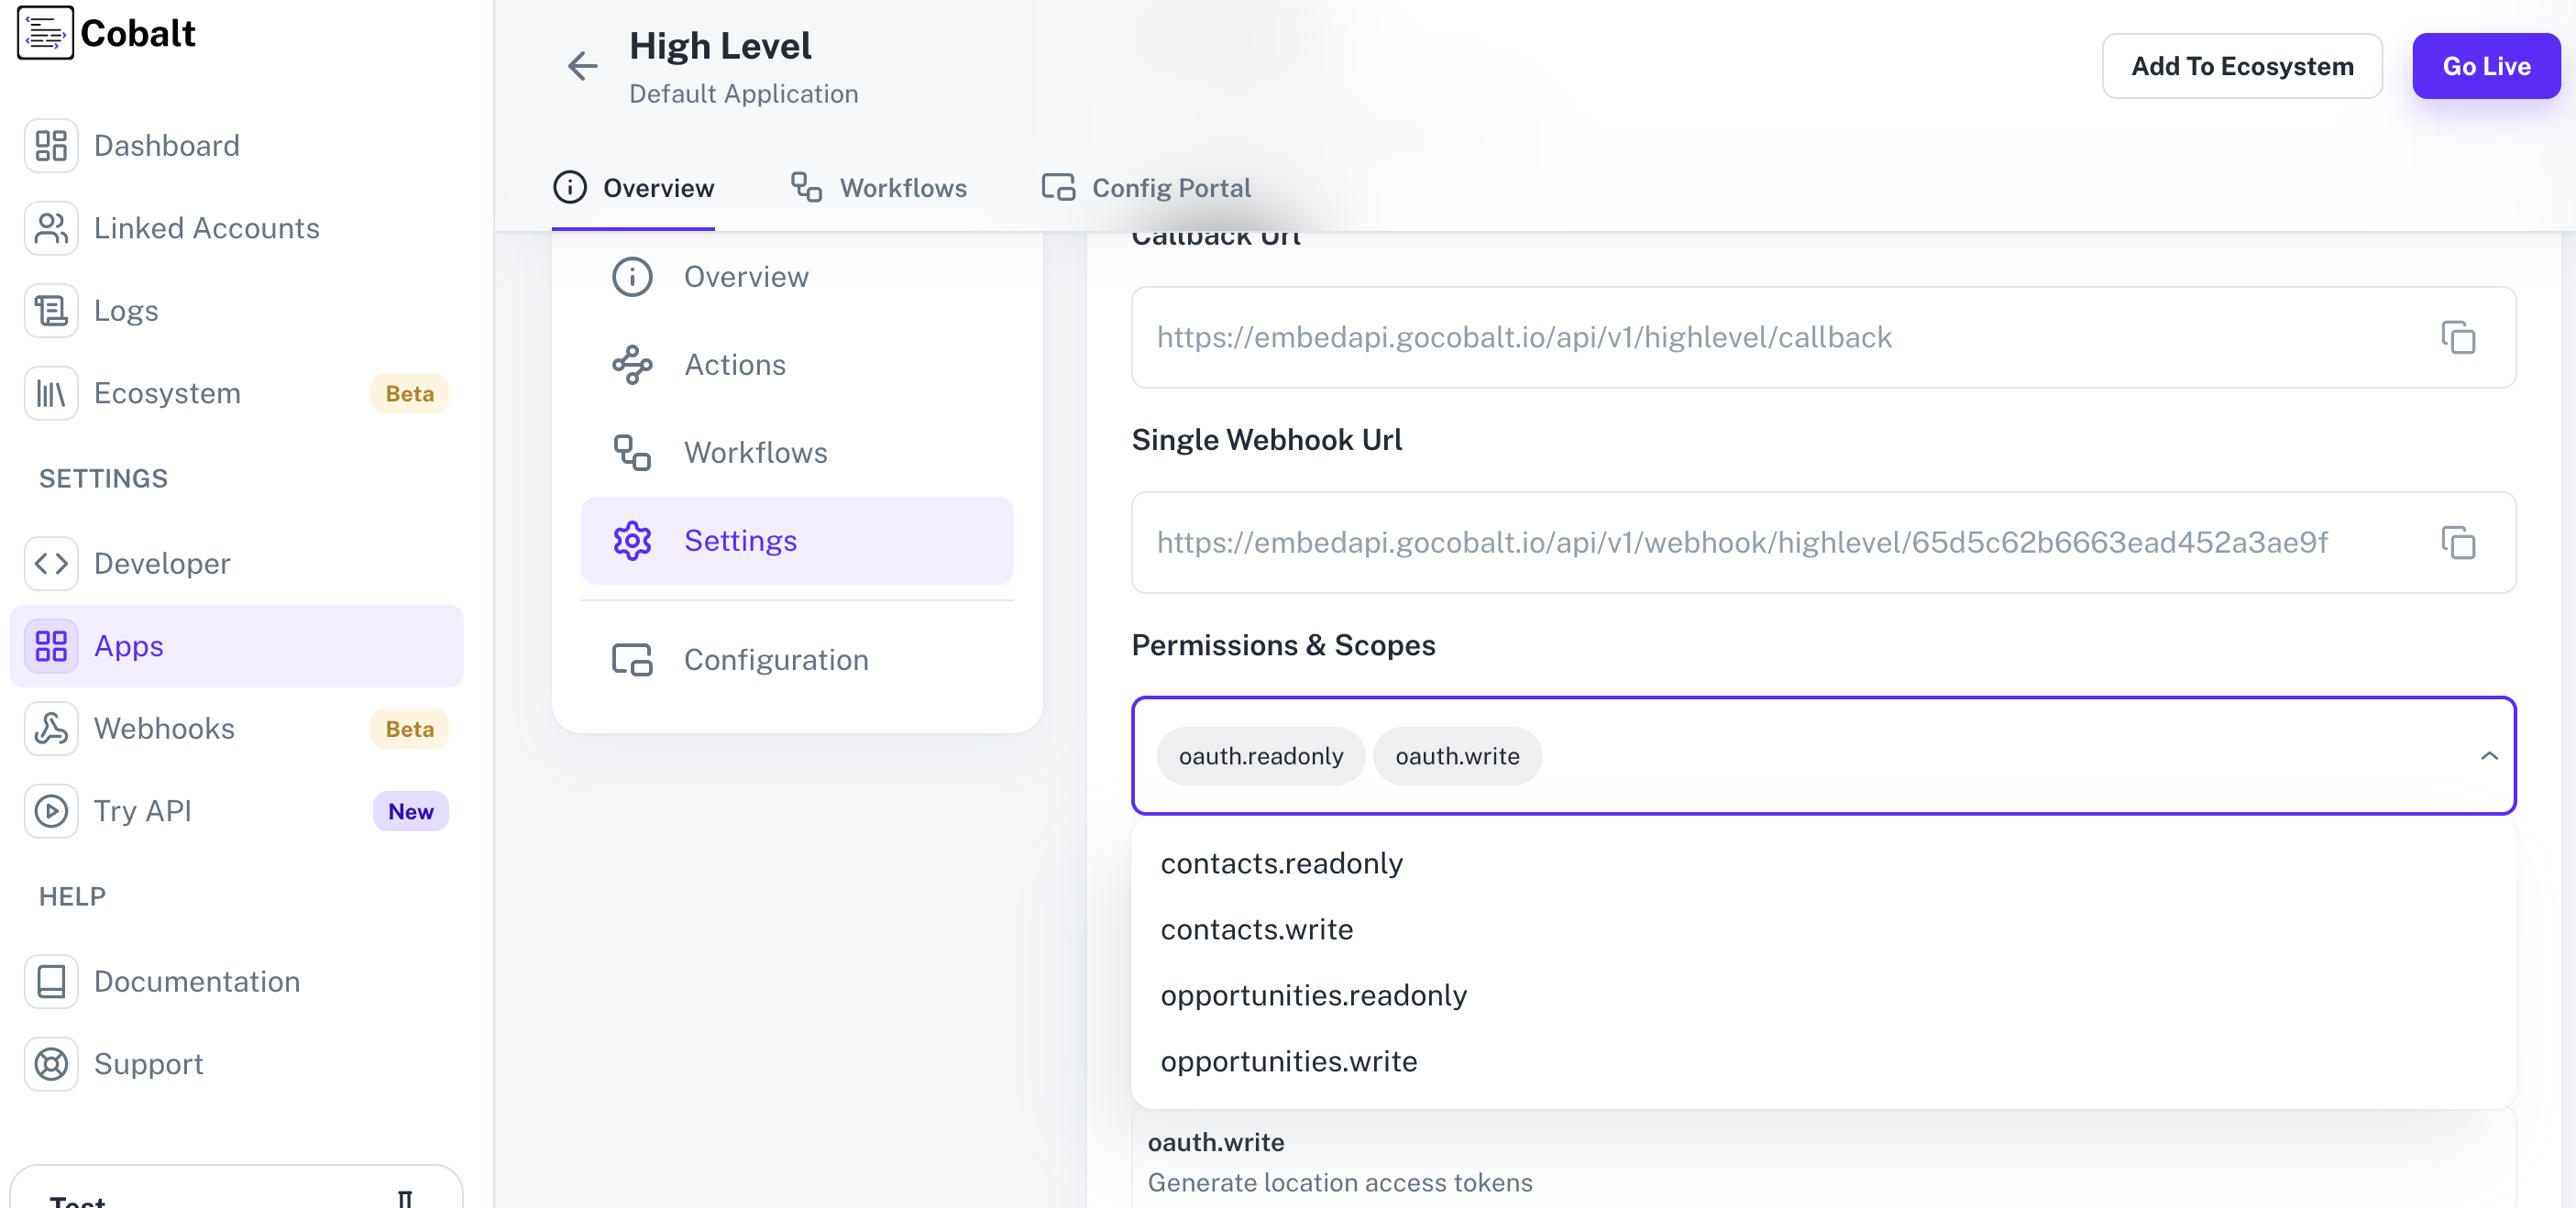 Cobalt
Dashboard
Linked Accounts
Logs
Ecosystem Beta
SETTINGS
Developer
Apps
Webhooks Beta
Try API New
HELP
Documentation
Support
Test
High Level
Default Application
Add To Ecosystem
Go Live
Overview
Workflows
Config Portal
Overview
Actions
Workflows
Settings
Configuration
Callback Url
https://embedapi.gocobalt.io/api/v1/highlevel/callback
Single Webhook Url
https://embedapi.gocobalt.io/api/v1/webhook/highlevel/65d5c62b6663ead452a3ae9f
Permissions & Scopes
oauth.readonly oauth.write
contacts.readonly
contacts.write
opportunities.readonly
opportunities.write
oauth.write
Generate location access tokens